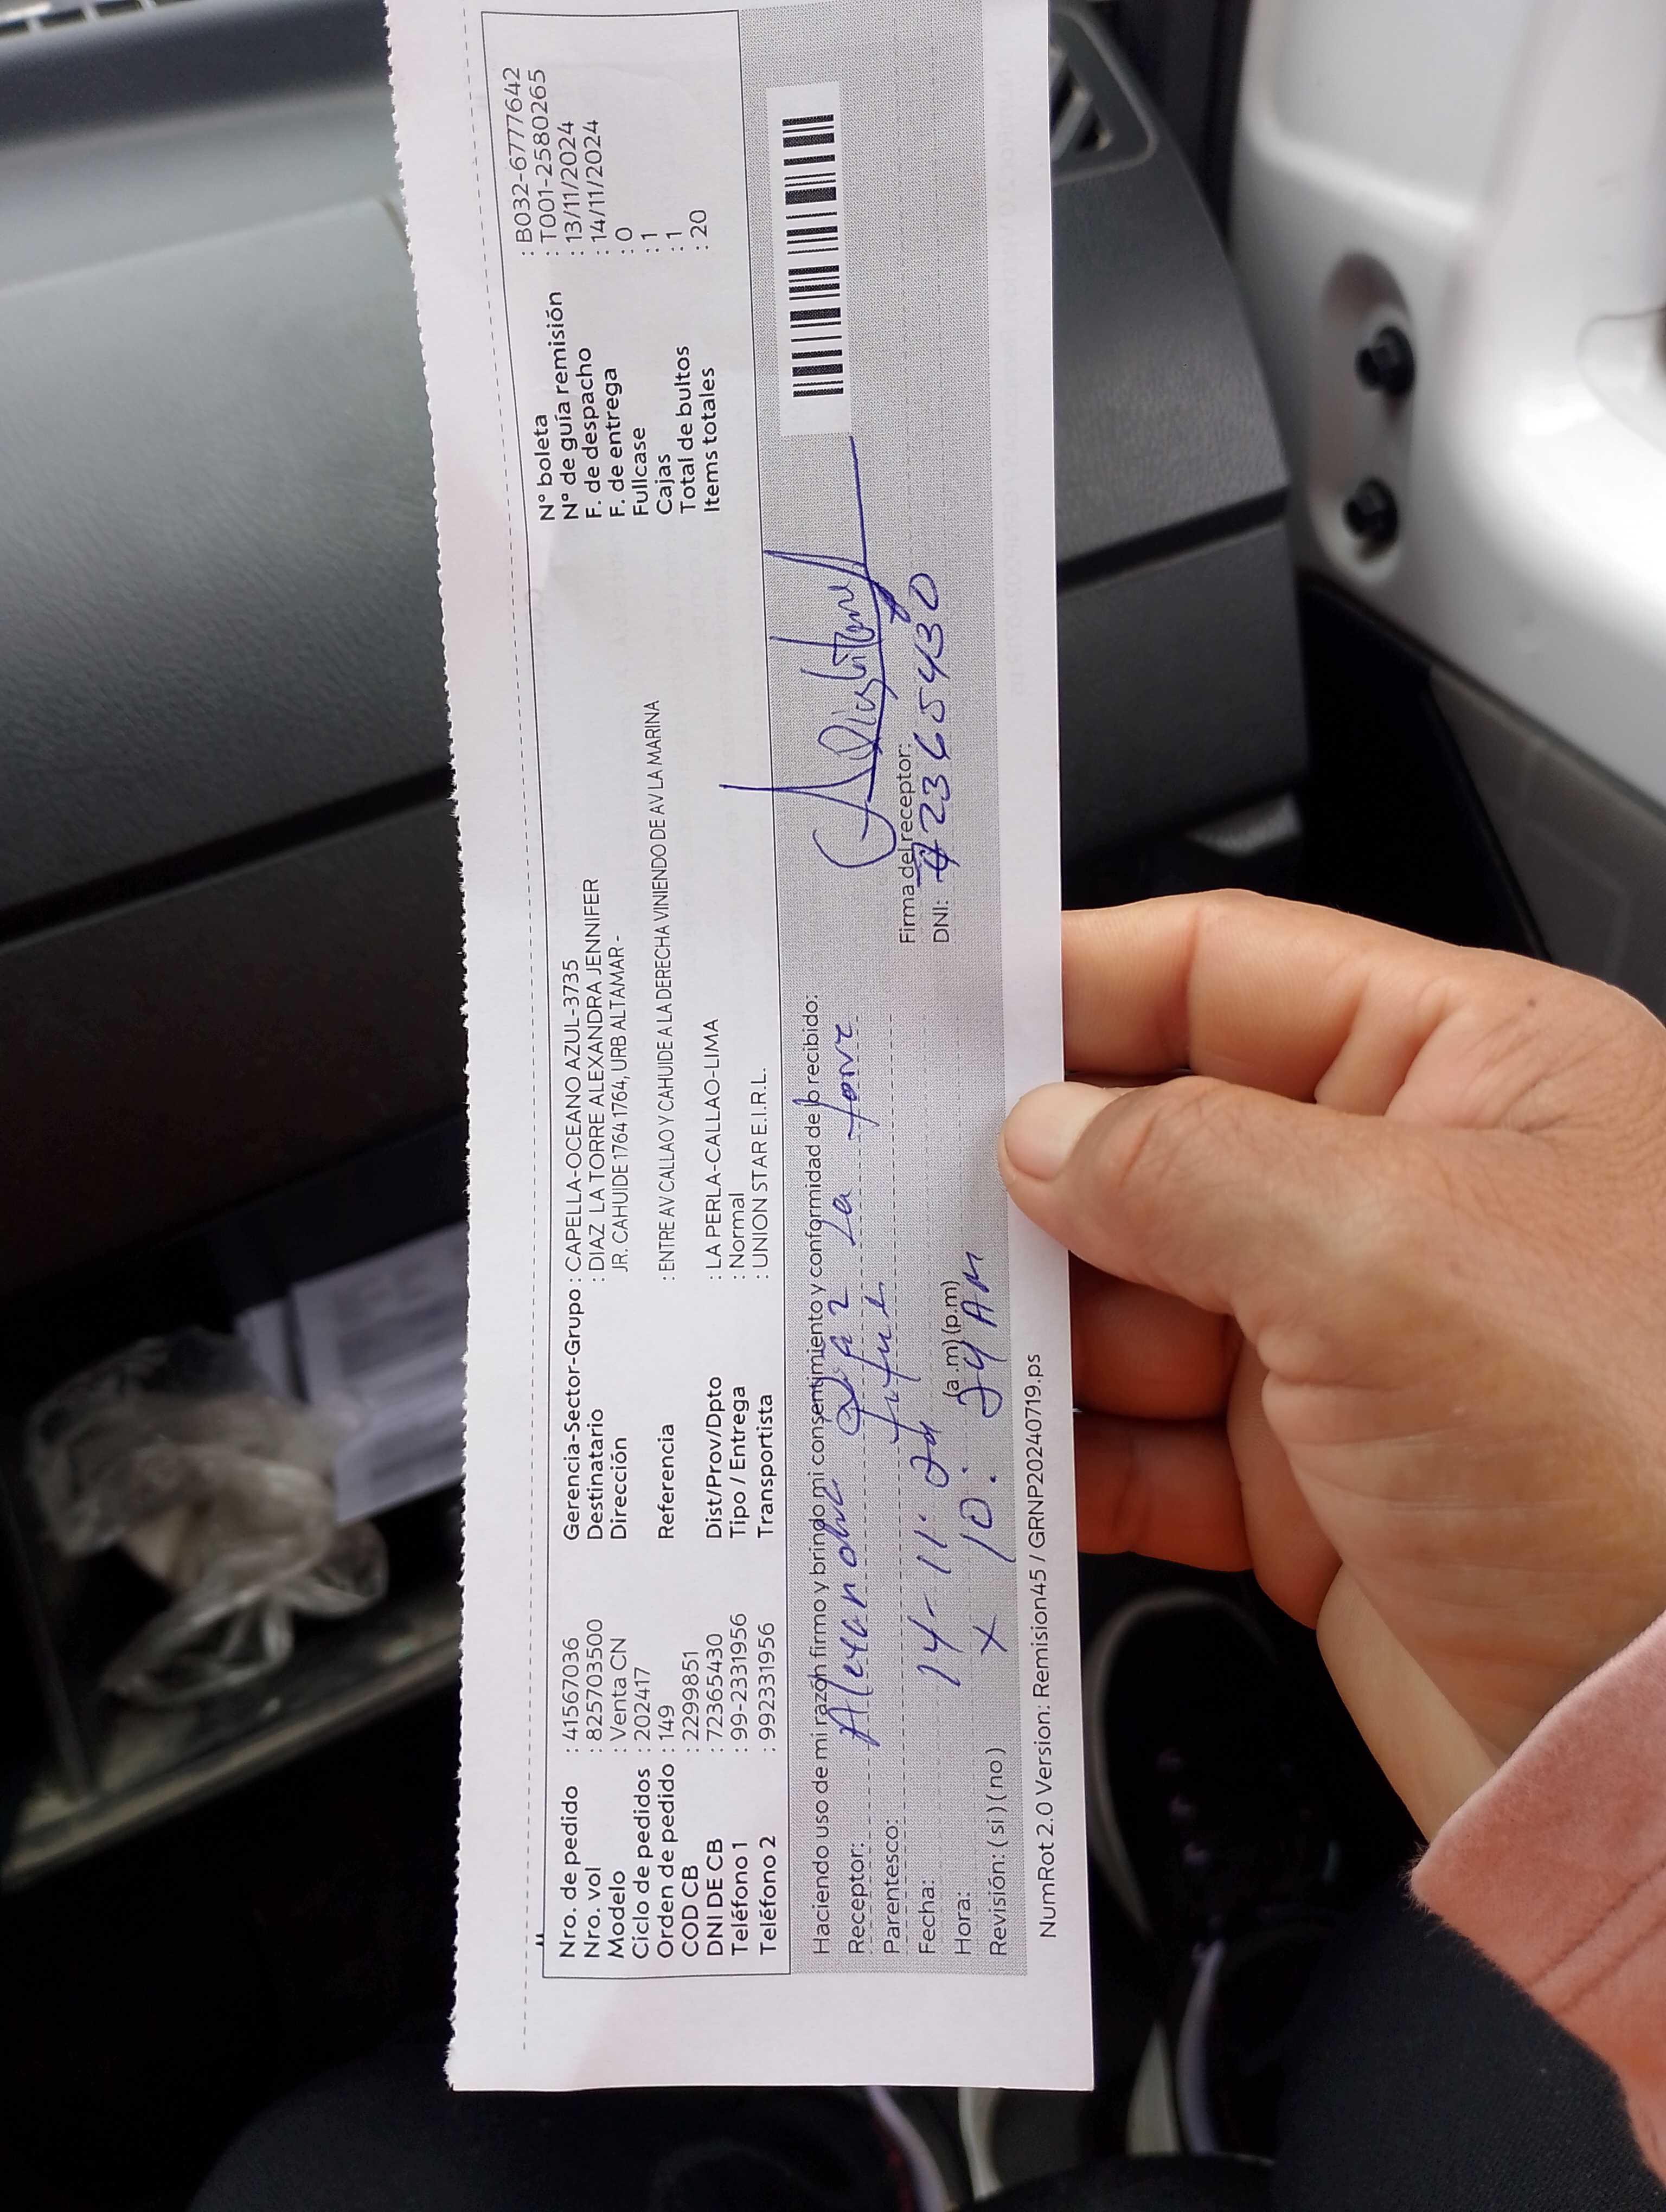 Nro. de pedido : 41567036
Nro. vol : 825703500
Modelo : Venta CN
Ciclo de pedidos : 202417
Orden de pedido : 149
COD CB : 2299851
DNI DE CB : 723654430
Teléfono 1 : 99-2331956
Teléfono 2 : 992331956
Gerencia-Sector-Grupo : CAPELLA-OCEANO AZUL-3735
Destinatario : DIAZ LA TORRE ALEXANDRA JENNIFER
Dirección JR. CAHUIDE 1764 1764, URB ALTAMAR -
Referencia : ENTRE AV CALLAO Y CAHUIDE A LA DERECHA VINIENDO DE AV LA MARINA
Dist/Prov/Dpto : LA PERLA-CALLAO-LIMA
Tipo / Entrega : Normal
Transportista : UNION STAR E.I.R.L.
N° boleta : B032-6777642
N° de guía remisión : T001-2580265
F. de despacho : 13/11/2024
F. de entrega : 14/11/2024
Fullcase : 0
Cajas : 1
Total de bultos : 1
Items totales : 20
Haciendo uso de mi razón firmo y brindo mi consentimiento y conformidad de lo recibido:
Receptor: Alexandra Diaz La Torre
Parentesco:
Fecha: 14-11-24
Hora: 10: 24 AM (a.m) (p.m)
Revisión: (si) (no)
Firma del receptor:
DNI: 72365430
NumRot 2.0 Version: Remision45 / GRNP20240719.ps